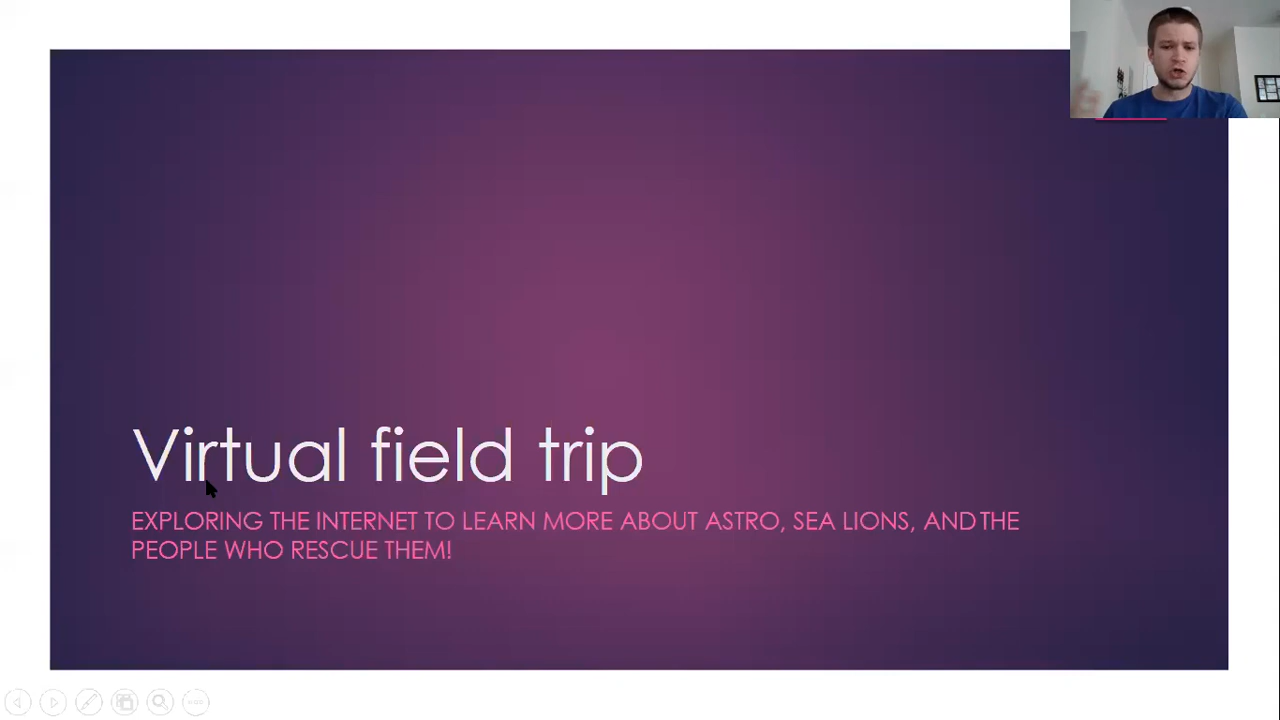 Virtual field trip
EXPLORING THE INTERNET TO LEARN MORE ABOUT ASTRO, SEA LIONS, AND THE
PEOPLE WHO RESCUE THEM!